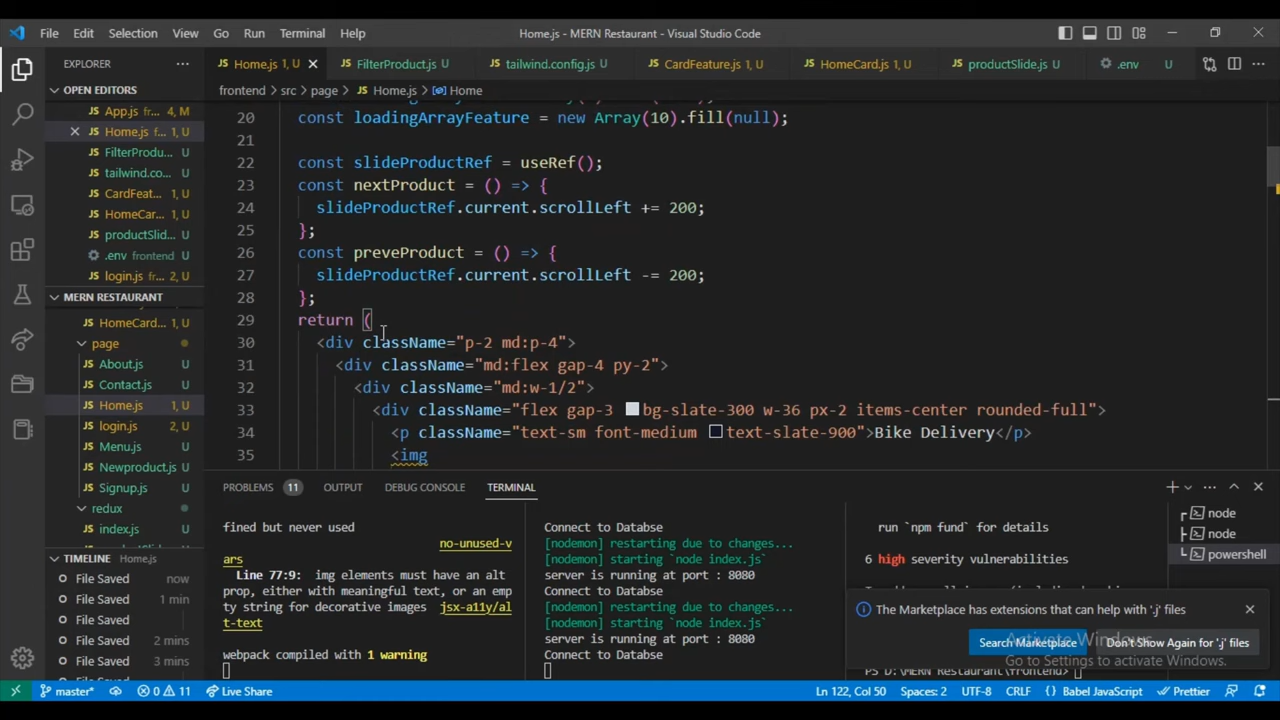 File Edit Selection View Go Run Terminal Help
Home.js - MERN Restaurant - Visual Studio Code
EXPLORER
Home.js 1, U
FilterProduct.js U
tailwind.config.js U
CardFeature.js 1, U
HomeCard.js 1, U
productSlide.js U
.env U
OPEN EDITORS
App.js fr... 4, M
Home.js f... 1, U
FilterProdu... U
tailwind.co... U
CardFeat... 1, U
HomeCar... 1, U
productSlid... U
.env frontend U
login.js fr... 2, U
MERN RESTAURANT
HomeCard... 1, U
page
About.js U
Contact.js U
Home.js 1, U
login.js 2, U
Menu.js U
Newproduct.js U
Signup.js U
redux
index.js U
TIMELINE Home.js
File Saved now
File Saved 1 min
File Saved
File Saved 2 mins
File Saved 3 mins
frontend > src > page > JS Home.js > Home
20 const loadingArrayFeature = new Array(10).fill(null);
21
22 const slideProductRef = useRef();
23 const nextProduct = () => {
24 slideProductRef.current.scrollLeft += 200;
25 };
26 const preveProduct = () => {
27 slideProductRef.current.scrollLeft -= 200;
28 };
29 return (
30 <div className="p-2 md:p-4">
31 <div className="md:flex gap-4 py-2">
32 <div className="md:w-1/2">
33 <div className="flex gap-3 bg-slate-300 w-36 px-2 items-center rounded-full">
34 <p className="text-sm font-medium text-slate-900">Bike Delivery</p>
35 <img
PROBLEMS 11 OUTPUT DEBUG CONSOLE TERMINAL
fined but never used
no-unused-v
ars
Line 77:9: img elements must have an alt
prop, either with meaningful text, or an emp
ty string for decorative images jsx-a11y/al
t-text
webpack compiled with 1 warning
Connect to Databse
[nodemon] restarting due to changes...
[nodemon] starting `node index.js`
server is running at port : 8080
Connect to Databse
[nodemon] restarting due to changes...
[nodemon] starting `node index.js`
server is running at port : 8080
Connect to Databse
run `npm fund` for details
6 high severity vulnerabilities
PS D:\MERN Restaurant\frontend>
node
node
powershell
The Marketplace has extensions that can help with '.j' files
Search Marketplace
Don't Show Again for '.j' files
Activate Windows
Go to Settings to activate Windows.
master* 0 11 Live Share
Ln 122, Col 50 Spaces: 2 UTF-8 CRLF {} Babel JavaScript Prettier